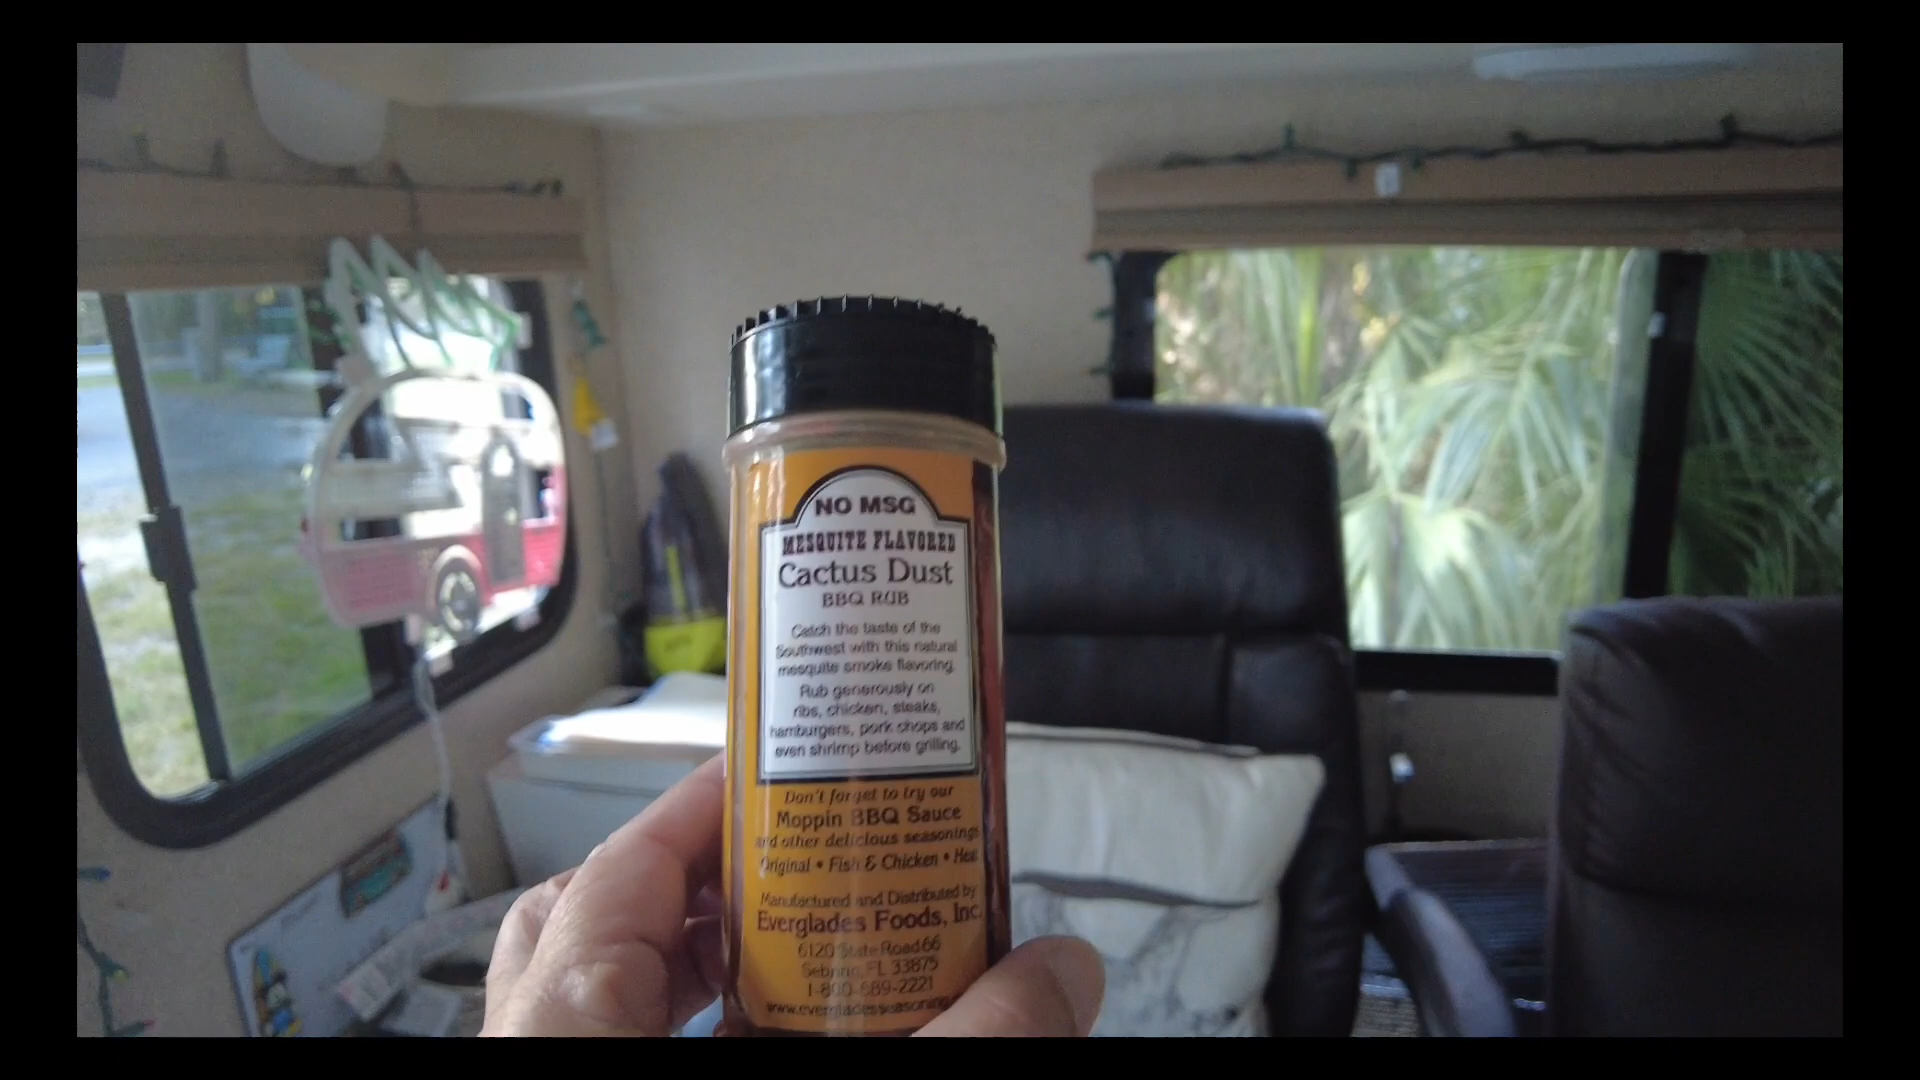 NO MSG
MESQUITE FLAVORED
Cactus Dust
BBQ RUB
Catch the taste of the
Southwest with this natural
mesquite smoke flavoring.
Rub generously on
ribs, chicken, steaks,
hamburgers, pork chops and
even shrimp before grilling.
Don't forget to try our
Moppin BBQ Sauce
and other delicious seasonings
Original • Fish & Chicken • Heat
Manufactured and Distributed by:
Everglades Foods, Inc.
6120 State Road 66
Sebring, FL 33875
1-800-689-2221
www.evergladesseasoning.